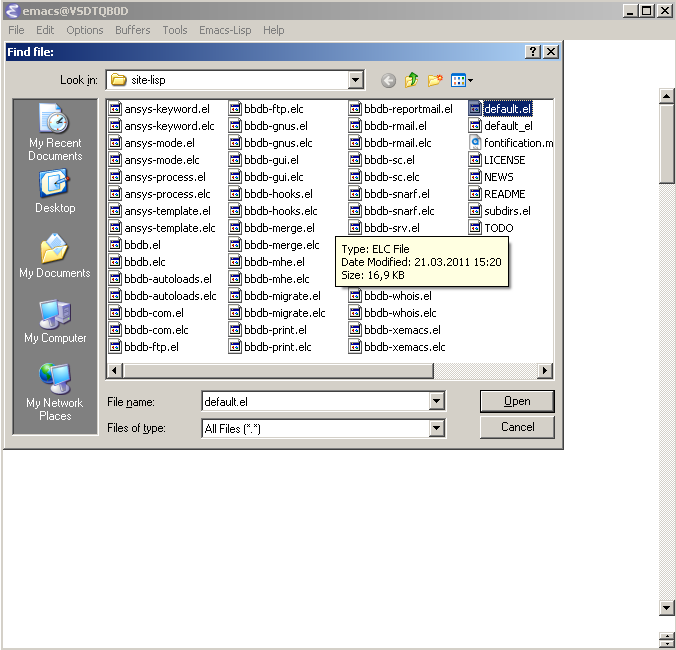 emacs@VSDTQB0D
File Edit Options Buffers Tools Emacs-Lisp Help
Find file:
Look in: site-lisp
My Recent Documents
Desktop
My Documents
My Computer
My Network Places
ansys-keyword.el
ansys-keyword.elc
ansys-mode.el
ansys-mode.elc
ansys-process.el
ansys-process.elc
ansys-template.el
ansys-template.elc
bbdb.el
bbdb.elc
bbdb-autoloads.el
bbdb-autoloads.elc
bbdb-com.el
bbdb-com.elc
bbdb-ftp.el
bbdb-ftp.elc
bbdb-gnus.el
bbdb-gnus.elc
bbdb-gui.el
bbdb-gui.elc
bbdb-hooks.el
bbdb-hooks.elc
bbdb-merge.el
bbdb-merge.elc
bbdb-mhe.el
bbdb-mhe.elc
bbdb-migrate.el
bbdb-migrate.elc
bbdb-print.el
bbdb-print.elc
bbdb-reportmail.el
bbdb-rmail.el
bbdb-rmail.elc
bbdb-sc.el
bbdb-sc.elc
bbdb-snarf.el
bbdb-snarf.elc
bbdb-srv.el
bbdb-whois.el
bbdb-whois.elc
bbdb-xemacs.el
bbdb-xemacs.elc
default.el
default_el
fontification.m
LICENSE
NEWS
README
subdirs.el
TODO
Type: ELC File
Date Modified: 21.03.2011 15:20
Size: 16,9 KB
File name: default.el
Open
Files of type: All Files (*.*)
Cancel